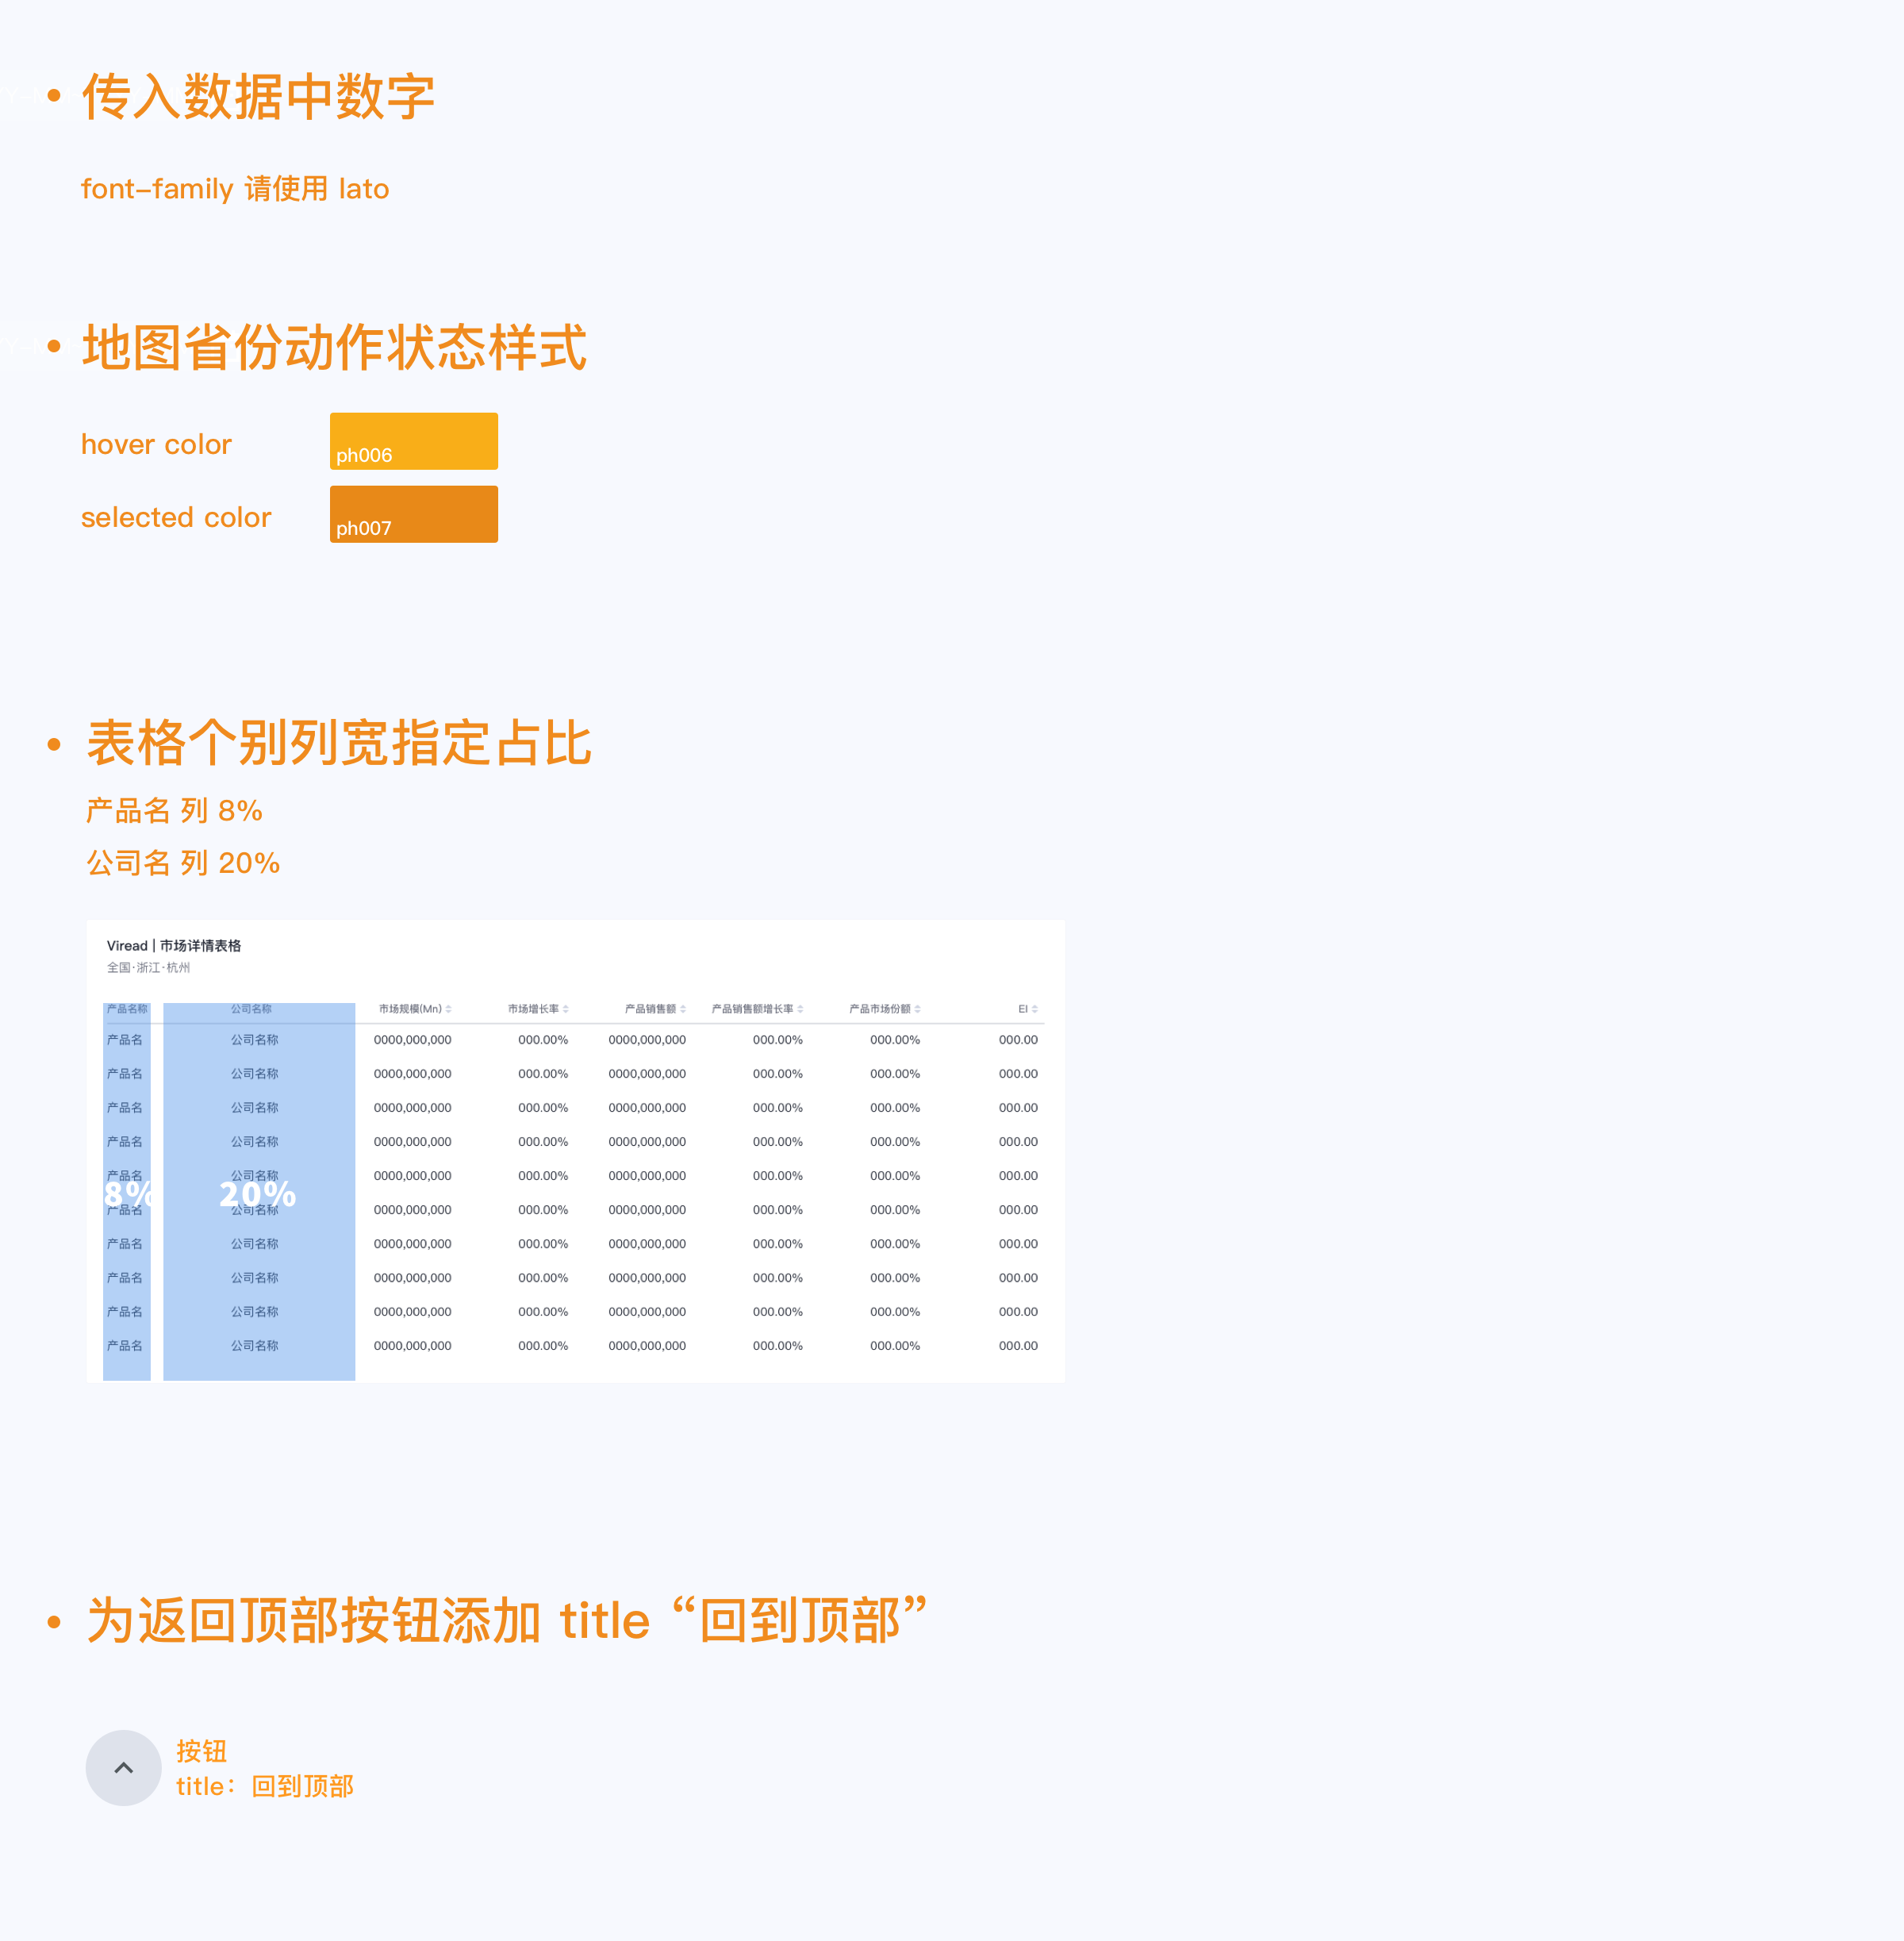 传入数据中数字
font-family 请使用 lato
地图省份动作状态样式
hover color
ph006
selected color
ph007
表格个别列宽指定占比
产品名 列 8%
公司名 列 20%
Viread | 市场详情表格
全国·浙江·杭州
产品名称 公司名称 市场规模(Mn) 市场增长率 产品销售额 产品销售额增长率 产品市场份额 EI
产品名 公司名称 0000,000,000 000.00% 0000,000,000 000.00% 000.00% 000.00
产品名 公司名称 0000,000,000 000.00% 0000,000,000 000.00% 000.00% 000.00
产品名 公司名称 0000,000,000 000.00% 0000,000,000 000.00% 000.00% 000.00
产品名 公司名称 0000,000,000 000.00% 0000,000,000 000.00% 000.00% 000.00
产品名 公司名称 0000,000,000 000.00% 0000,000,000 000.00% 000.00% 000.00
8% 20%
产品名 公司名称 0000,000,000 000.00% 0000,000,000 000.00% 000.00% 000.00
产品名 公司名称 0000,000,000 000.00% 0000,000,000 000.00% 000.00% 000.00
产品名 公司名称 0000,000,000 000.00% 0000,000,000 000.00% 000.00% 000.00
产品名 公司名称 0000,000,000 000.00% 0000,000,000 000.00% 000.00% 000.00
产品名 公司名称 0000,000,000 000.00% 0000,000,000 000.00% 000.00% 000.00
为返回顶部按钮添加 title “回到顶部”
按钮
title：回到顶部